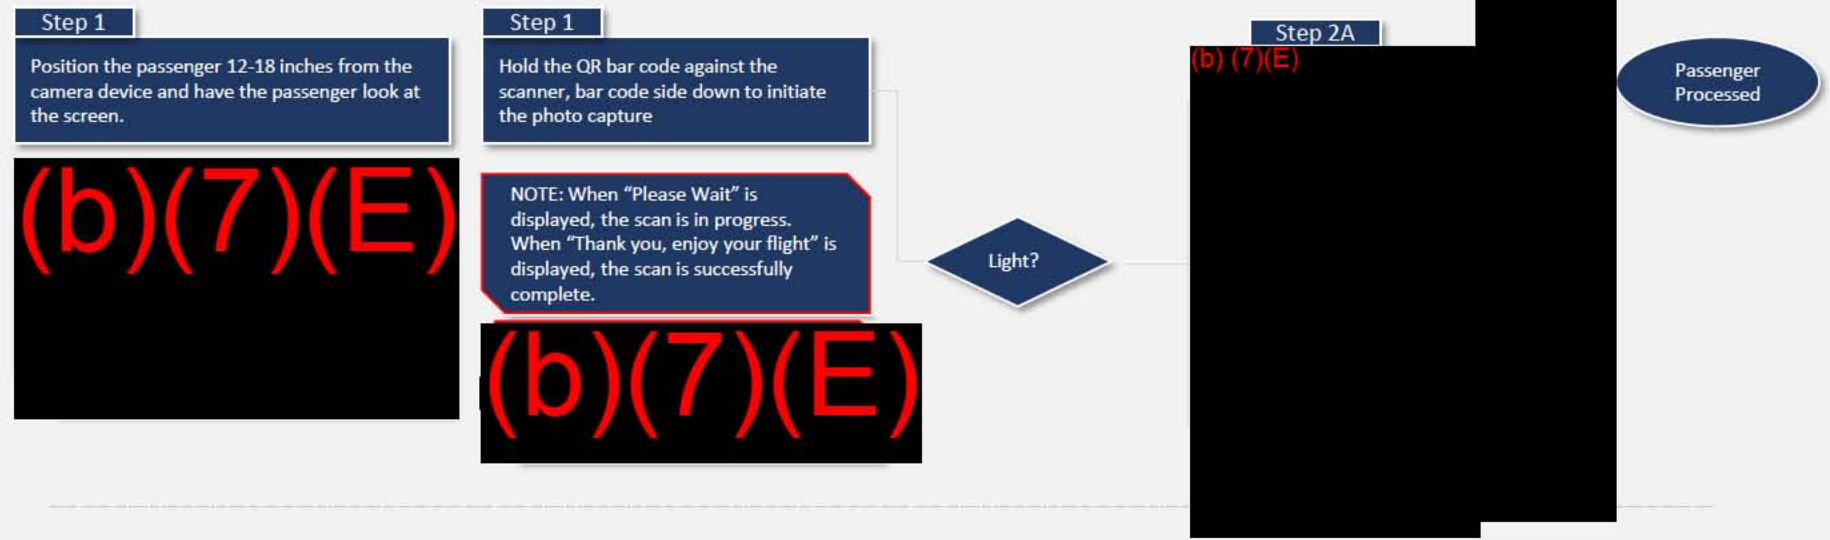 Step 1
Position the passenger 12-18 inches from the
camera device and have the passenger look at
the screen.
(b)(7)(E)
Step 1
Hold the QR bar code against the
scanner, bar code side down to initiate
the photo capture
NOTE: When “Please Wait” is
displayed, the scan is in progress.
When “Thank you, enjoy your flight” is
displayed, the scan is successfully
complete.
(b)(7)(E)
Light?
Step 2A
(b) (7)(E)
Passenger
Processed